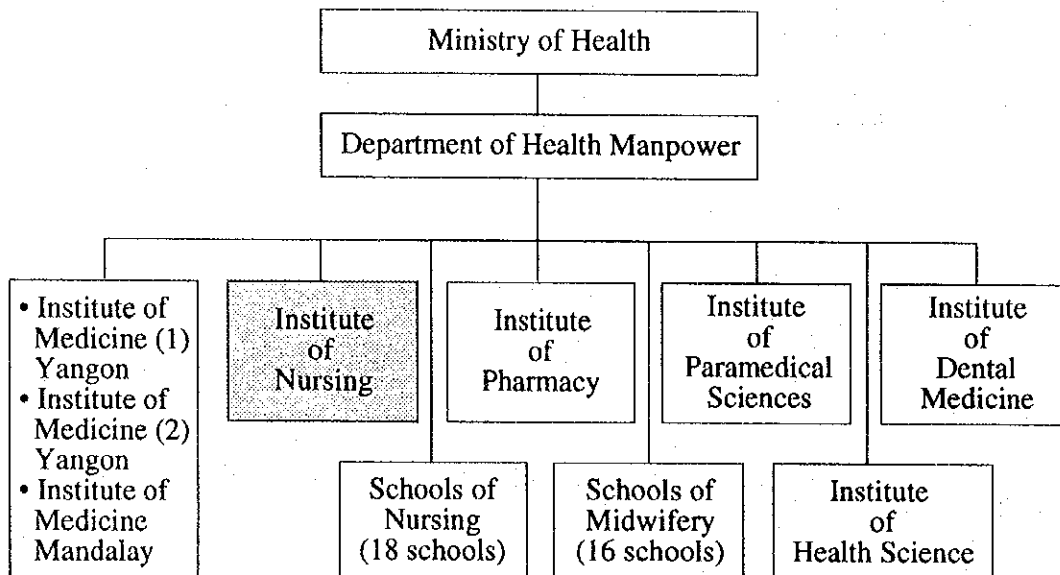 Ministry of Health
Department of Health Manpower
• Institute of
Medicine (1)
Yangon
• Institute of
Medicine (2)
Yangon
• Institute of
Medicine
Mandalay
Institute
of
Nursing
Institute
of
Pharmacy
Institute
of
Paramedical
Sciences
Institute
of
Dental
Medicine
Schools of
Nursing
(18 schools)
Schools of
Midwifery
(16 schools)
Institute
of
Health Science